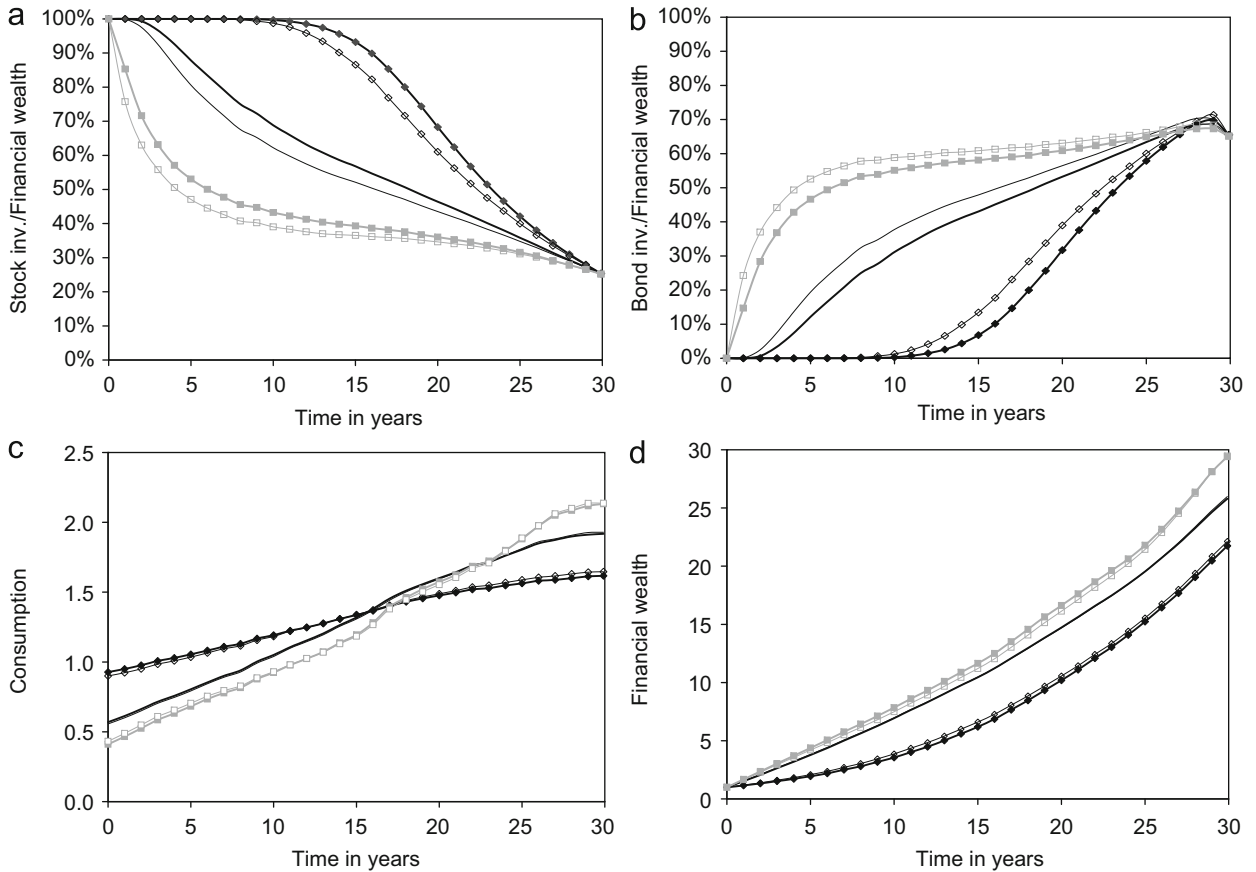 a
100%
90%
80%
70%
60%
50%
40%
30%
20%
10%
0%
Stock inv./Financial wealth
0 5 10 15 20 25 30
Time in years
b
100%
90%
80%
70%
60%
50%
40%
30%
20%
10%
0%
Bond inv./Financial wealth
0 5 10 15 20 25 30
Time in years
c
2.5
2.0
1.5
1.0
0.5
0.0
Consumption
0 5 10 15 20 25 30
Time in years
d
30
25
20
15
10
5
0
Financial wealth
0 5 10 15 20 25 30
Time in years